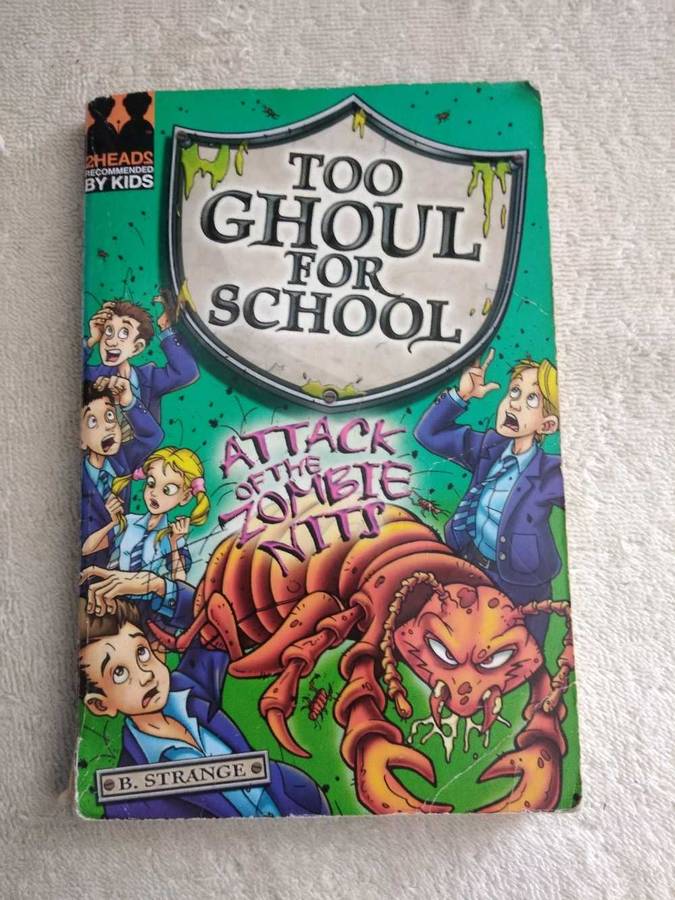 2HEADS
RECOMMENDED
BY KIDS
TOO
GHOUL
FOR
SCHOOL
ATTACK
OF THE
ZOMBIE
NITS
B. STRANGE